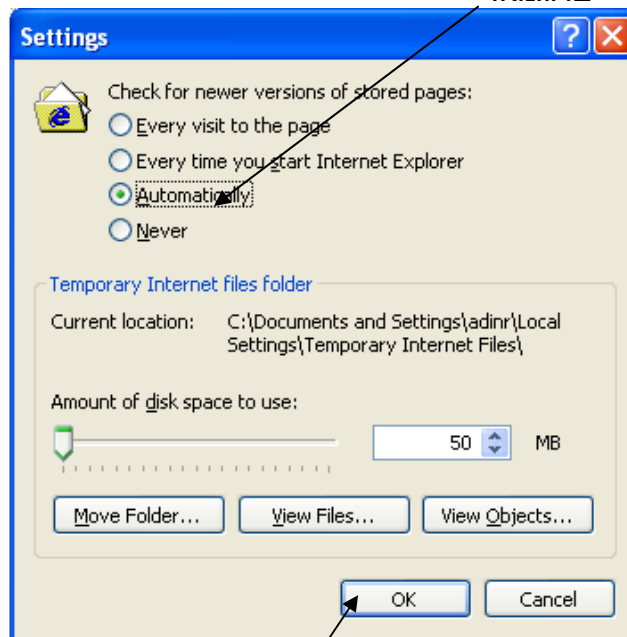 Settings
Check for newer versions of stored pages:
Every visit to the page
Every time you start Internet Explorer
Automatically
Never
Temporary Internet files folder
Current location: C:\Documents and Settings\adinr\Local
Settings\Temporary Internet Files\
Amount of disk space to use:
50 MB
Move Folder... View Files... View Objects...
OK Cancel